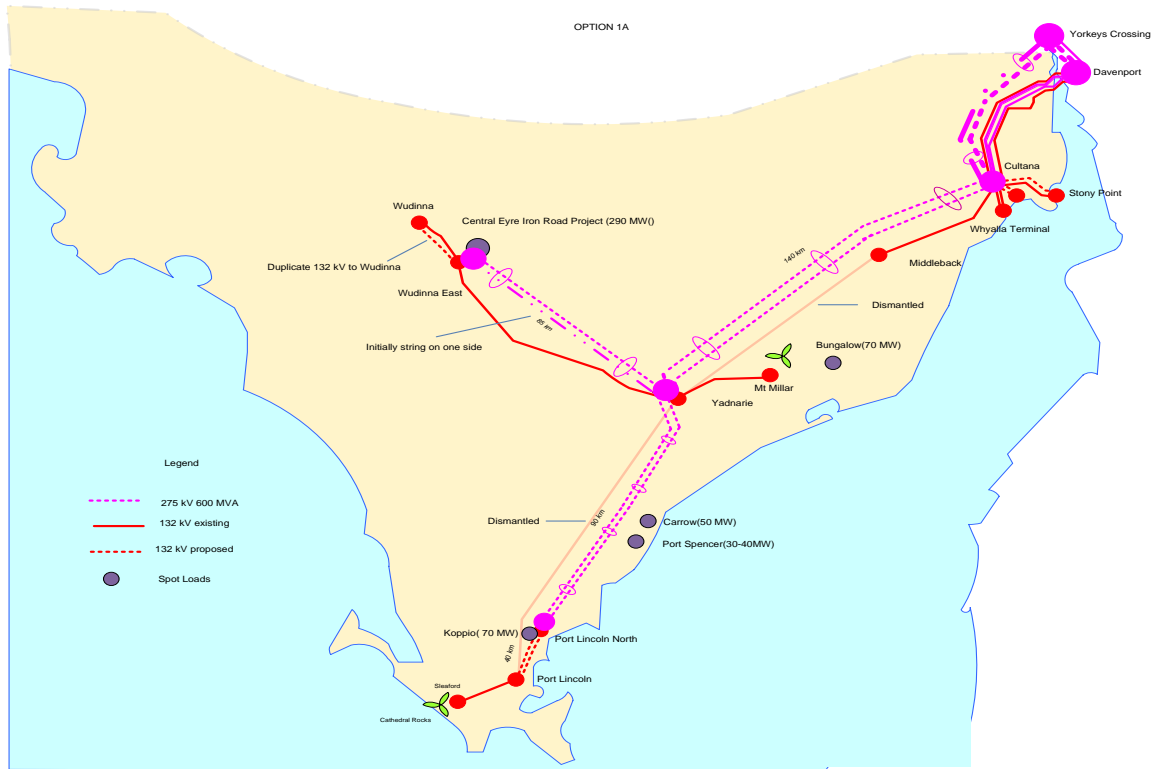 OPTION 1A
Yorkeys Crossing
Davenport
Cultana
Stony Point
Whyalla Terminal
Wudinna
Central Eyre Iron Road Project (290 MW()
140 km
Middleback
Duplicate 132 kV to Wudinna
Wudinna East
Dismantled
85 km
Initially string on one side
Bungalow(70 MW)
Mt Millar
Yadnarie
Legend
275 kV 600 MVA
132 kV existing
132 kV proposed
Spot Loads
Dismantled
90 km
Carrow(50 MW)
Port Spencer(30-40MW)
Koppio( 70 MW)
Port Lincoln North
40 km
Port Lincoln
Sleaford
Cathedral Rocks